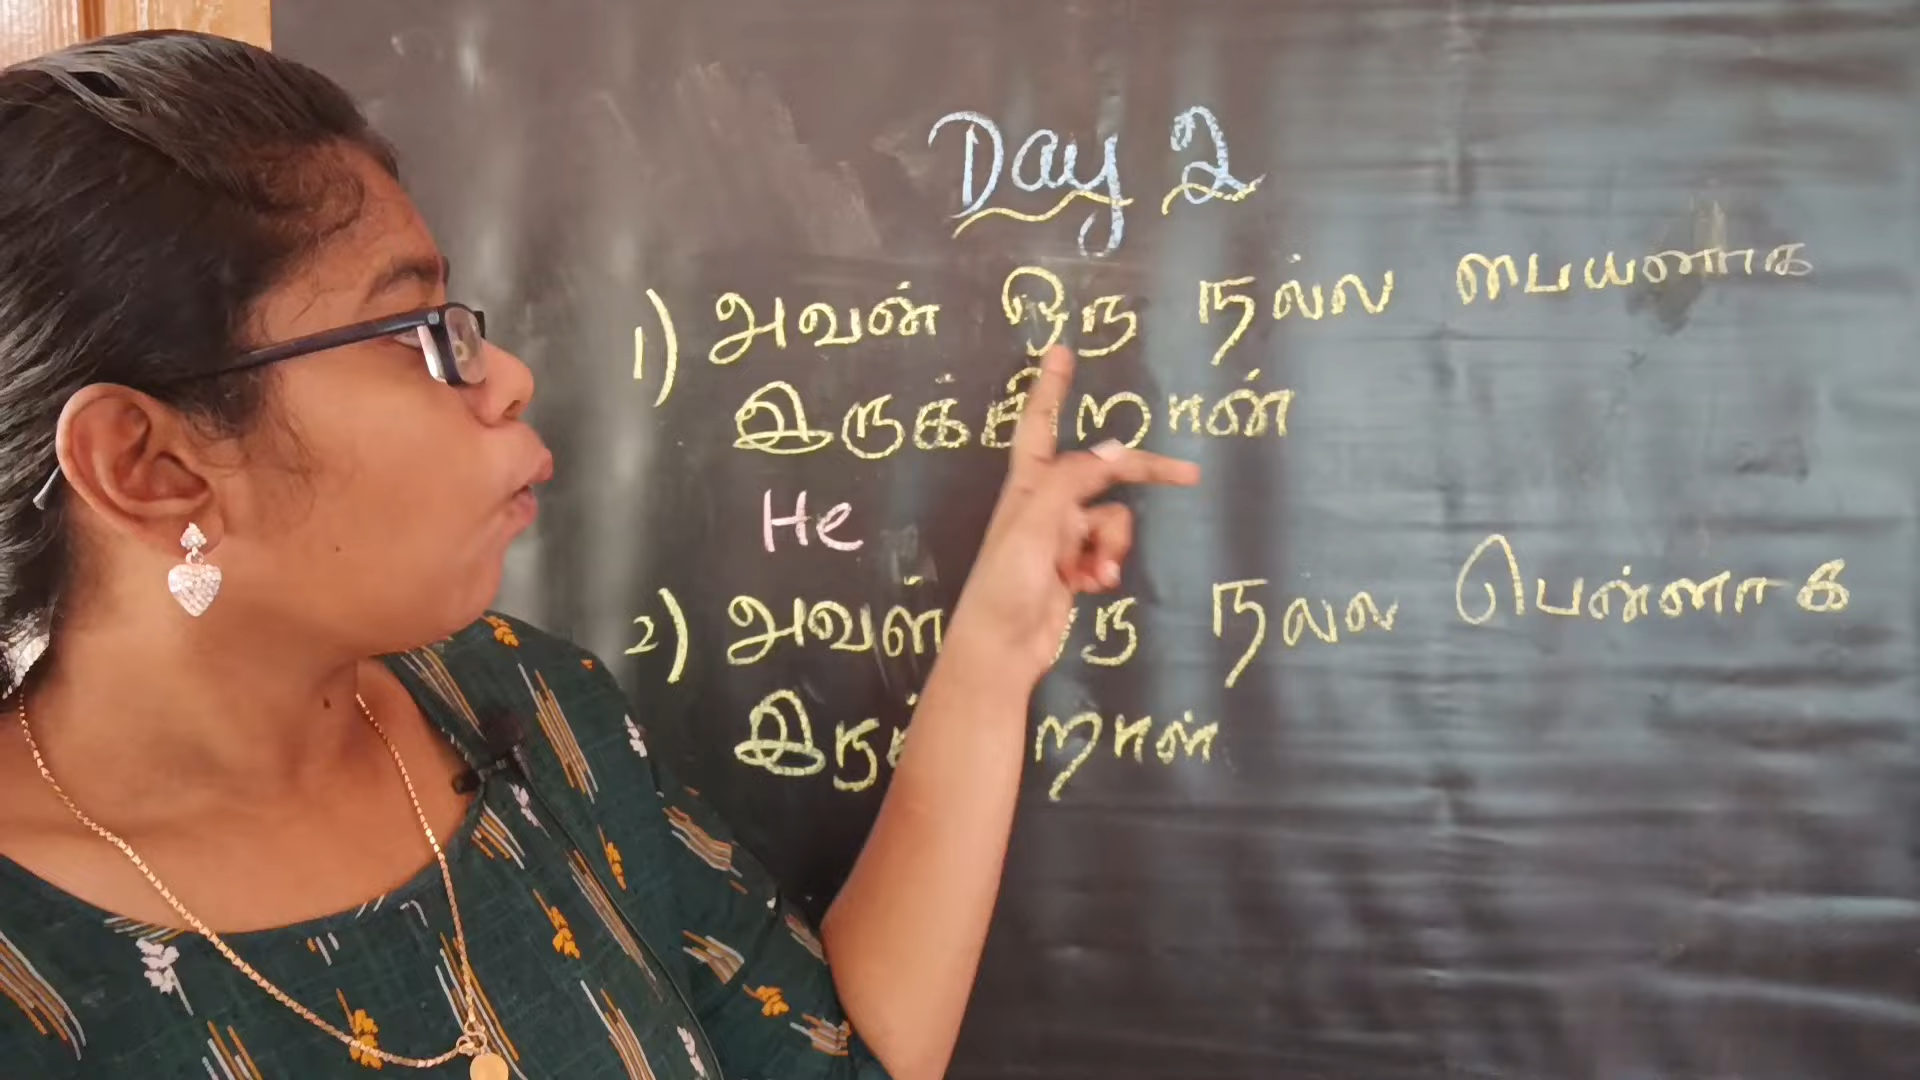 Day 2
1) அவன் ஒரு நல்ல பையனாக
இருக்கிறான்
He
2) அவள் நல்ல பென்னாக